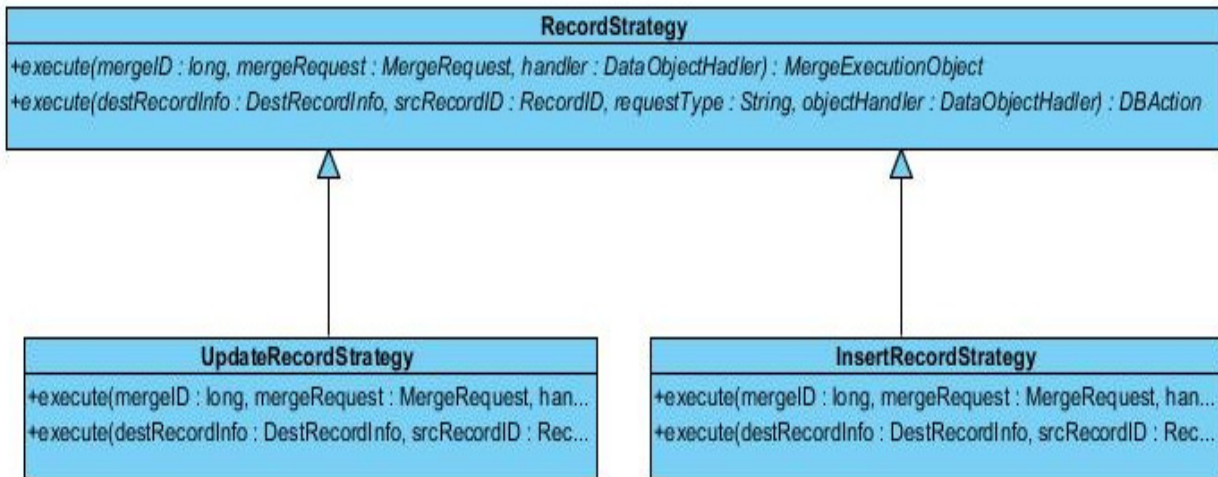 RecordStrategy
+execute(mergeID : long, mergeRequest : MergeRequest, handler : DataObjectHadler) : MergeExecutionObject
+execute(destRecordInfo : DestRecordInfo, srcRecordID : RecordID, requestType : String, objectHandler : DataObjectHadler) : DBAction
UpdateRecordStrategy
+execute(mergeID : long, mergeRequest : MergeRequest, han...
+execute(destRecordInfo : DestRecordInfo, srcRecordID : Rec...
InsertRecordStrategy
+execute(mergeID : long, mergeRequest : MergeRequest, han...
+execute(destRecordInfo : DestRecordInfo, srcRecordID : Rec...